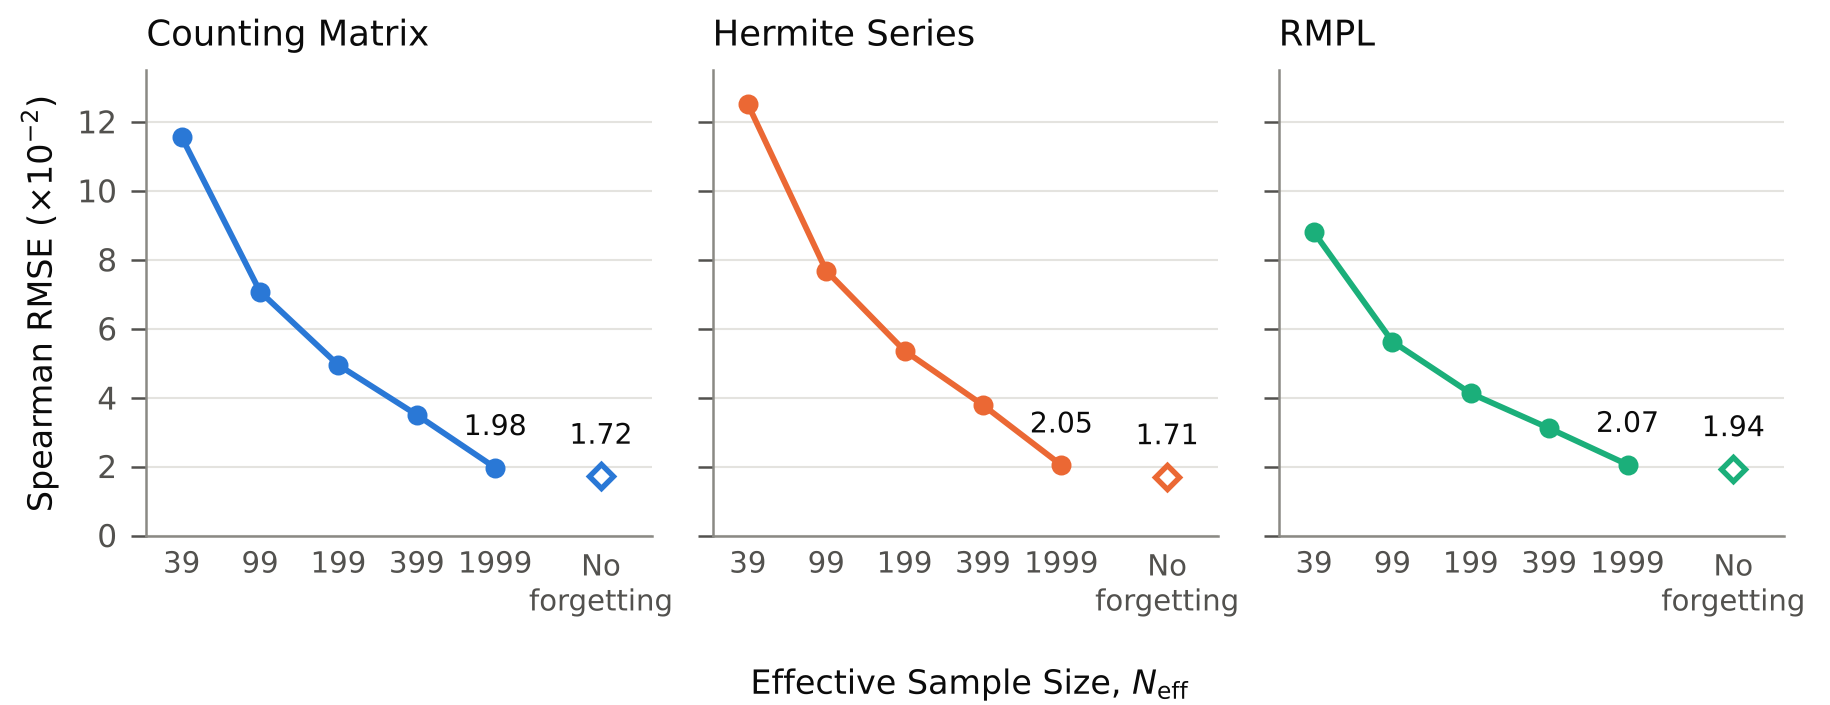 Counting Matrix
Hermite Series
RMPL
Spearman RMSE (×10⁻²)
12
10
8
6
4
2
0
1.98
1.72
2.05
1.71
2.07
1.94
39 99 199 399 1999 No forgetting
39 99 199 399 1999 No forgetting
39 99 199 399 1999 No forgetting
Effective Sample Size, N_eff